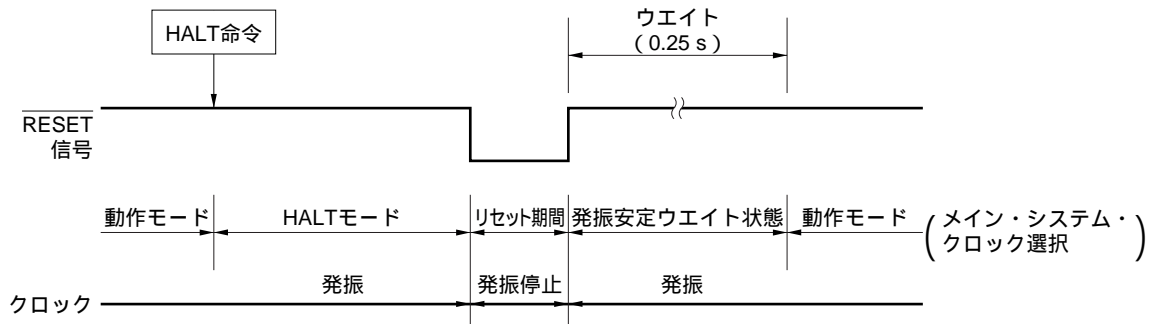 ウエイト
(0.25 s)
HALT命令
RESET
信号
動作モード HALTモード リセット期間 発振安定ウエイト状態 動作モード (メイン・システム・
クロック選択)
発振 発振停止 発振
クロック